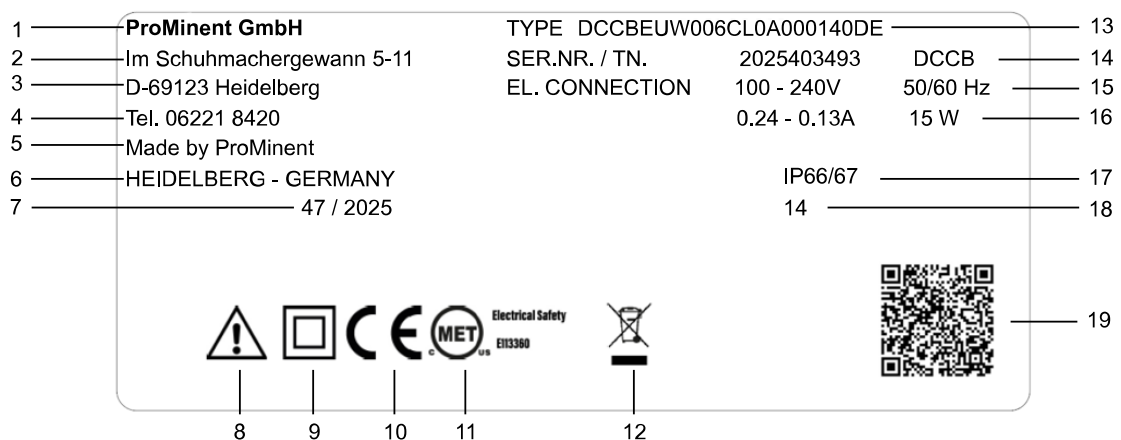 1 ProMinent GmbH TYPE DCCBEUW006CL0A000140DE 13
2 Im Schuhmachergewann 5-11 SER.NR. / TN. 2025403493 DCCB 14
3 D-69123 Heidelberg EL. CONNECTION 100 - 240V 50/60 Hz 15
4 Tel. 06221 8420 0.24 - 0.13A 15 W 16
5 Made by ProMinent
6 HEIDELBERG - GERMANY IP66/67 17
7 47 / 2025 14 18
CE
c MET us
Electrical Safety
E113360
19
8 9 10 11 12